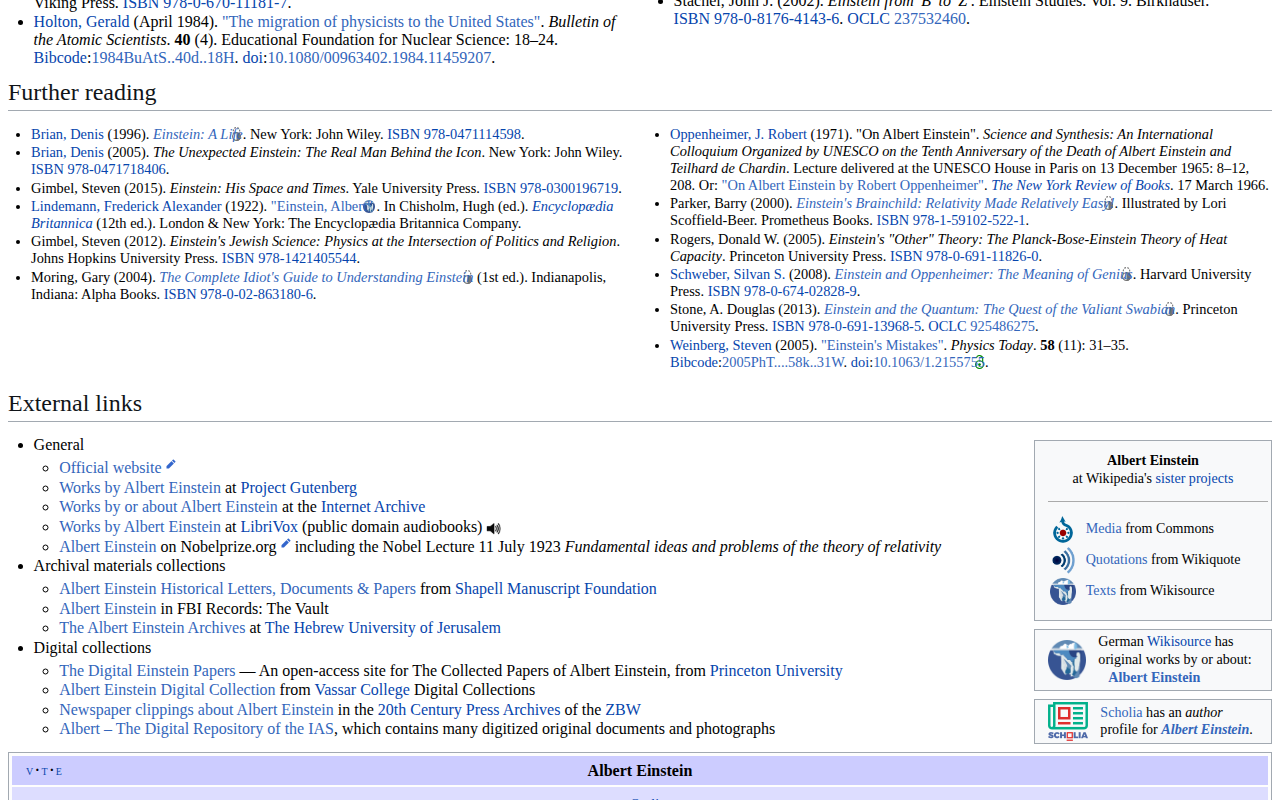 Viking Press. ISBN 978-0-670-11181-7.
Holton, Gerald (April 1984). "The migration of physicists to the United States". Bulletin of
the Atomic Scientists. 40 (4). Educational Foundation for Nuclear Science: 18–24.
Bibcode:1984BuAtS..40d..18H. doi:10.1080/00963402.1984.11459207.
Stachel, John J. (2002). Einstein from 'B' to 'Z'. Einstein Studies. Vol. 9. Birkhäuser.
ISBN 978-0-8176-4143-6. OCLC 237532460.
Further reading
Brian, Denis (1996). Einstein: A Life. New York: John Wiley. ISBN 978-0471114598.
Brian, Denis (2005). The Unexpected Einstein: The Real Man Behind the Icon. New York: John Wiley.
ISBN 978-0471718406.
Gimbel, Steven (2015). Einstein: His Space and Times. Yale University Press. ISBN 978-0300196719.
Lindemann, Frederick Alexander (1922). "Einstein, Albert". In Chisholm, Hugh (ed.). Encyclopædia
Britannica (12th ed.). London & New York: The Encyclopædia Britannica Company.
Gimbel, Steven (2012). Einstein's Jewish Science: Physics at the Intersection of Politics and Religion.
Johns Hopkins University Press. ISBN 978-1421405544.
Moring, Gary (2004). The Complete Idiot's Guide to Understanding Einstein (1st ed.). Indianapolis,
Indiana: Alpha Books. ISBN 978-0-02-863180-6.
Oppenheimer, J. Robert (1971). "On Albert Einstein". Science and Synthesis: An International
Colloquium Organized by UNESCO on the Tenth Anniversary of the Death of Albert Einstein and
Teilhard de Chardin. Lecture delivered at the UNESCO House in Paris on 13 December 1965: 8–12,
208. Or: "On Albert Einstein by Robert Oppenheimer". The New York Review of Books. 17 March 1966.
Parker, Barry (2000). Einstein's Brainchild: Relativity Made Relatively Easy!. Illustrated by Lori
Scoffield-Beer. Prometheus Books. ISBN 978-1-59102-522-1.
Rogers, Donald W. (2005). Einstein's "Other" Theory: The Planck-Bose-Einstein Theory of Heat
Capacity. Princeton University Press. ISBN 978-0-691-11826-0.
Schweber, Silvan S. (2008). Einstein and Oppenheimer: The Meaning of Genius. Harvard University
Press. ISBN 978-0-674-02828-9.
Stone, A. Douglas (2013). Einstein and the Quantum: The Quest of the Valiant Swabian. Princeton
University Press. ISBN 978-0-691-13968-5. OCLC 925486275.
Weinberg, Steven (2005). "Einstein's Mistakes". Physics Today. 58 (11): 31–35.
Bibcode:2005PhT....58k..31W. doi:10.1063/1.2155755.
External links
General
Official website
Works by Albert Einstein at Project Gutenberg
Works by or about Albert Einstein at the Internet Archive
Works by Albert Einstein at LibriVox (public domain audiobooks)
Albert Einstein on Nobelprize.org including the Nobel Lecture 11 July 1923 Fundamental ideas and problems of the theory of relativity
Archival materials collections
Albert Einstein Historical Letters, Documents & Papers from Shapell Manuscript Foundation
Albert Einstein in FBI Records: The Vault
The Albert Einstein Archives at The Hebrew University of Jerusalem
Digital collections
The Digital Einstein Papers — An open-access site for The Collected Papers of Albert Einstein, from Princeton University
Albert Einstein Digital Collection from Vassar College Digital Collections
Newspaper clippings about Albert Einstein in the 20th Century Press Archives of the ZBW
Albert – The Digital Repository of the IAS, which contains many digitized original documents and photographs
Albert Einstein
at Wikipedia's sister projects
Media from Commons
Quotations from Wikiquote
Texts from Wikisource
German Wikisource has
original works by or about:
Albert Einstein
SCHOLIA
Scholia has an author
profile for Albert Einstein.
V • T • E
Albert Einstein